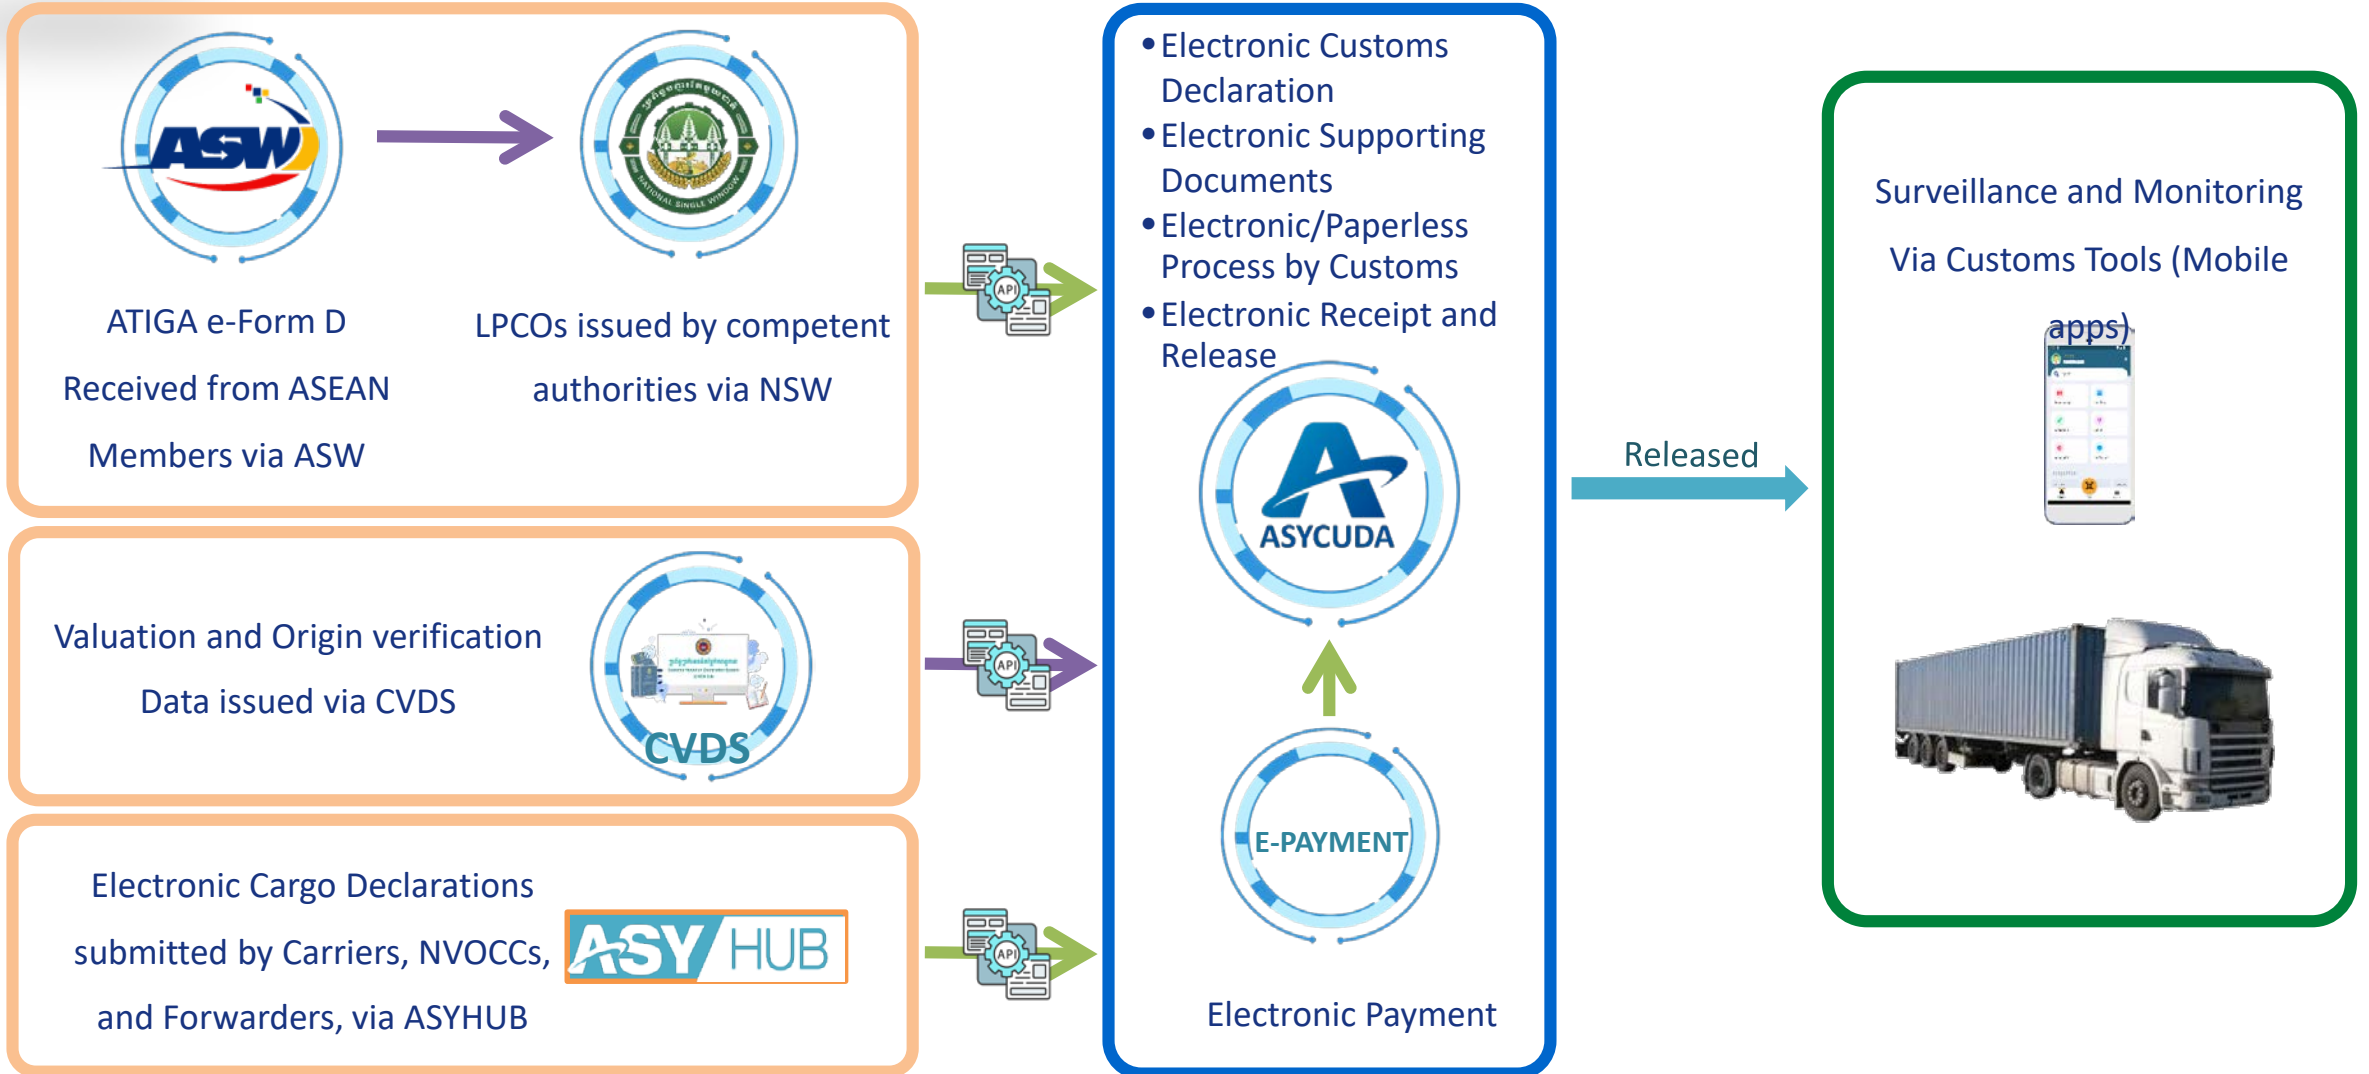 ASW
NATIONAL SINGLE WINDOW
ATIGA e-Form D
Received from ASEAN
Members via ASW
LPCOs issued by competent
authorities via NSW
API
Valuation and Origin verification
Data issued via CVDS
CVDS
API
Electronic Cargo Declarations
submitted by Carriers, NVOCCs,
and Forwarders, via ASYHUB
ASY HUB
API
•Electronic Customs
Declaration
•Electronic Supporting
Documents
•Electronic/Paperless
Process by Customs
•Electronic Receipt and
Release
ASYCUDA
E-PAYMENT
Electronic Payment
Released
Surveillance and Monitoring
Via Customs Tools (Mobile
apps)